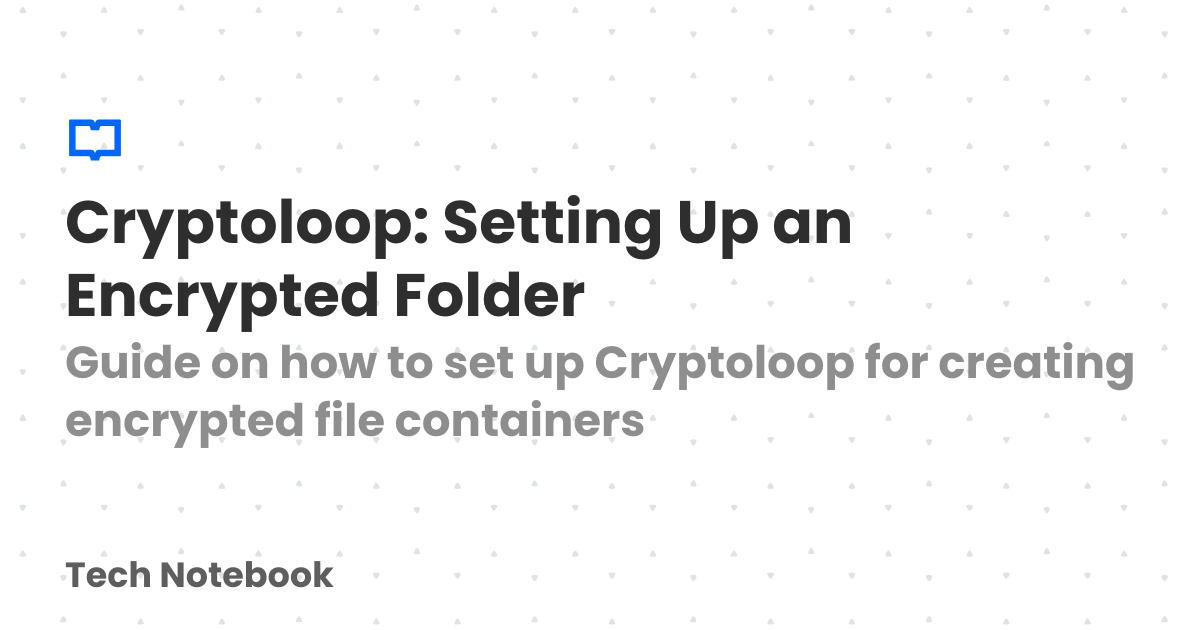 Cryptoloop: Setting Up an
Encrypted Folder
Guide on how to set up Cryptoloop for creating
encrypted file containers
Tech Notebook